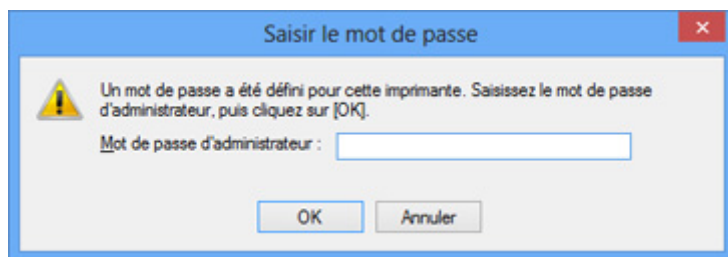 Saisir le mot de passe
Un mot de passe a été défini pour cette imprimante. Saisissez le mot de passe
d'administrateur, puis cliquez sur [OK].
Mot de passe d'administrateur :
OK
Annuler